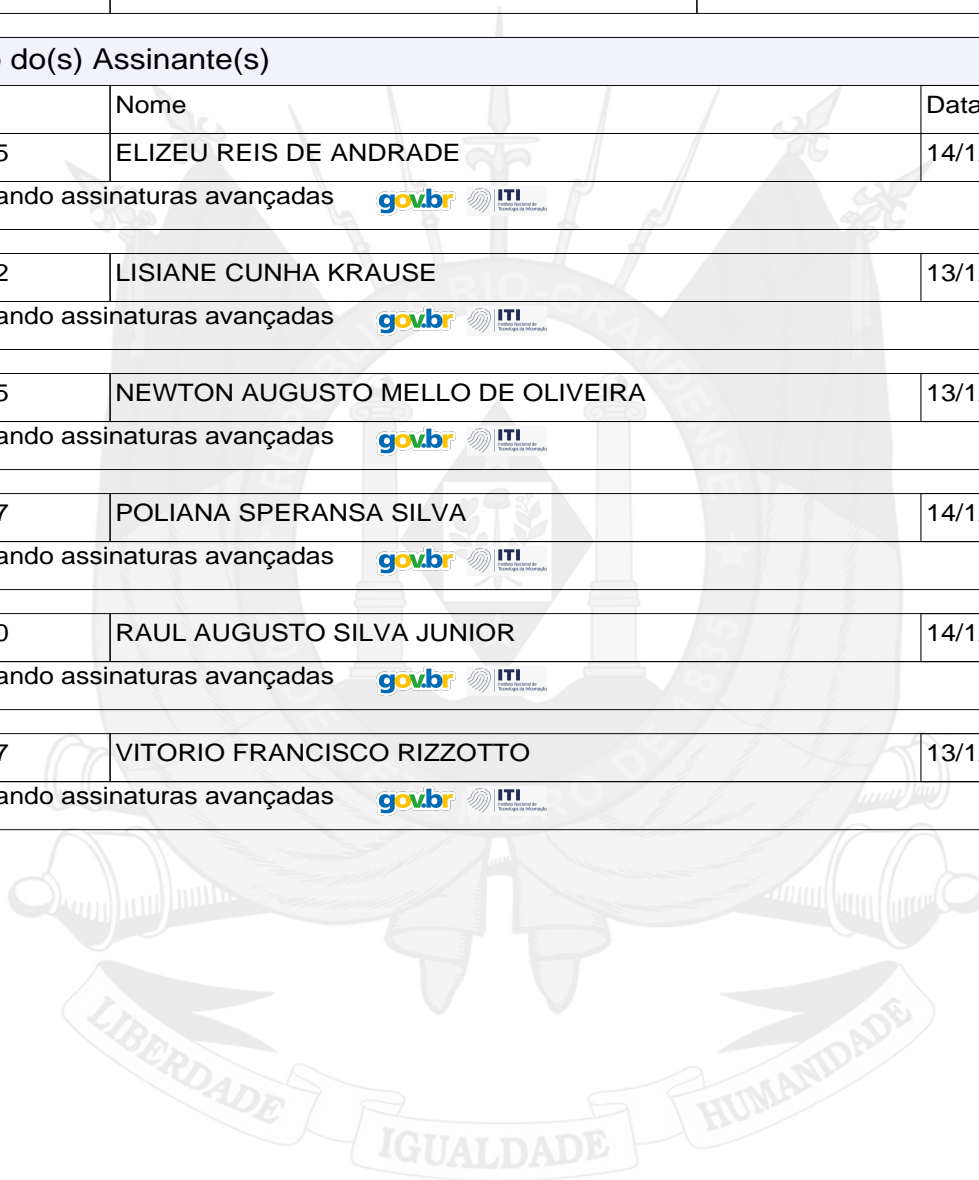 do(s) Assinante(s)
Nome Data
5 ELIZEU REIS DE ANDRADE 14/1
ando assinaturas avançadas gov.br ITI
2 LISIANE CUNHA KRAUSE 13/1
ando assinaturas avançadas gov.br ITI
5 NEWTON AUGUSTO MELLO DE OLIVEIRA 13/1
ando assinaturas avançadas gov.br ITI
7 POLIANA SPERANSA SILVA 14/1
ando assinaturas avançadas gov.br ITI
0 RAUL AUGUSTO SILVA JUNIOR 14/1
ando assinaturas avançadas gov.br ITI
7 VITORIO FRANCISCO RIZZOTTO 13/1
ando assinaturas avançadas gov.br ITI
LIBERDADE IGUALDADE HUMANIDADE